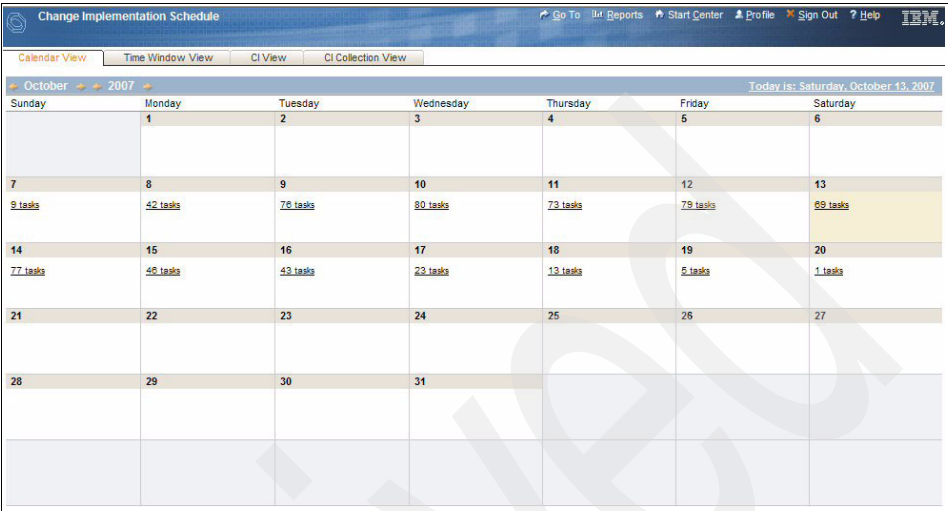 Change Implementation Schedule
Go To Reports Start Center Profile Sign Out ? Help IBM.
Calendar View Time Window View CI View CI Collection View
October 2007 Today is: Saturday, October 13, 2007
Sunday Monday Tuesday Wednesday Thursday Friday Saturday
1 2 3 4 5 6
7 8 9 10 11 12 13
9 tasks 42 tasks 76 tasks 80 tasks 73 tasks 79 tasks 69 tasks
14 15 16 17 18 19 20
77 tasks 46 tasks 43 tasks 23 tasks 13 tasks 5 tasks 1 tasks
21 22 23 24 25 26 27
28 29 30 31